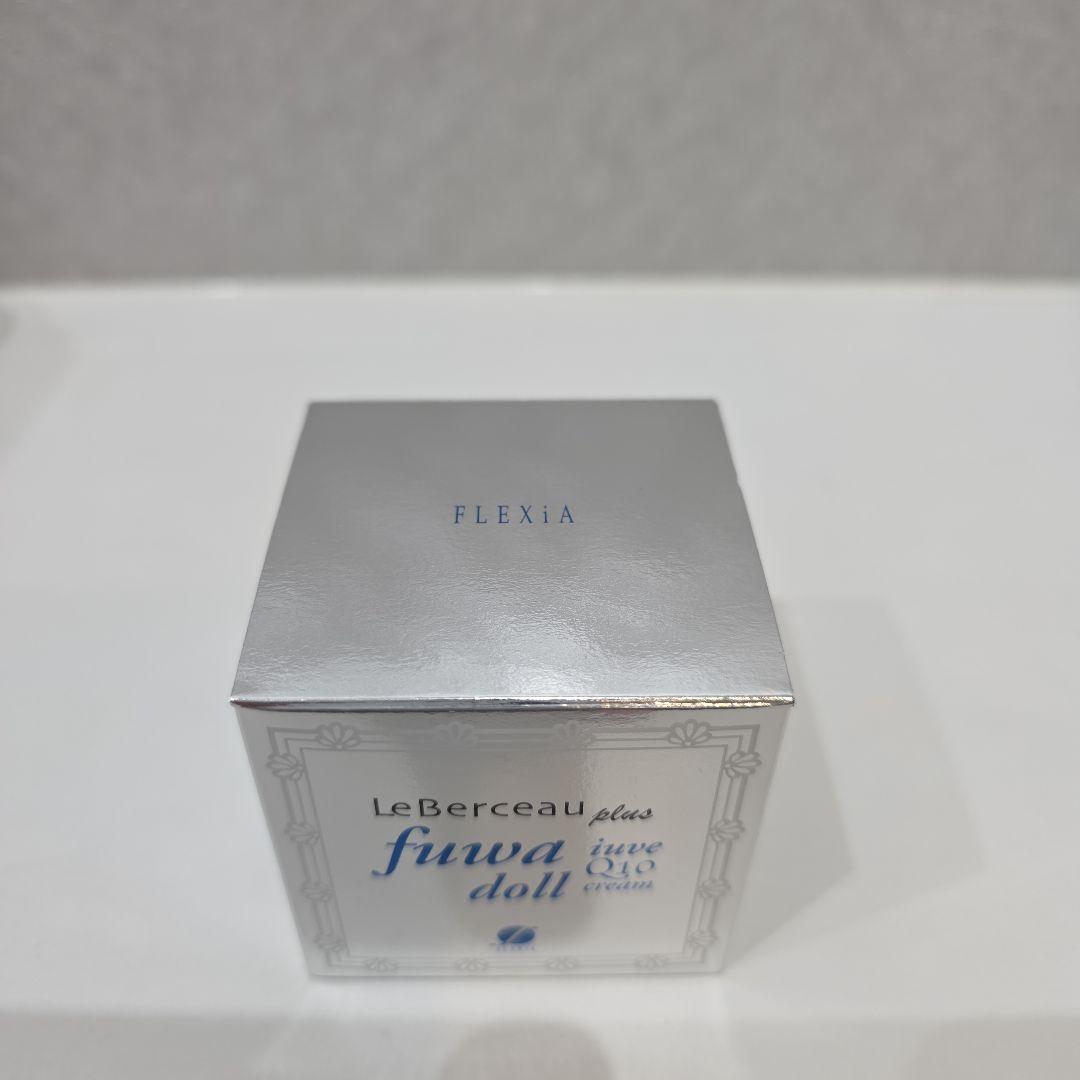 FLEXiA
LeBerceau plus
fuwa doll
iuve
Q10
cream